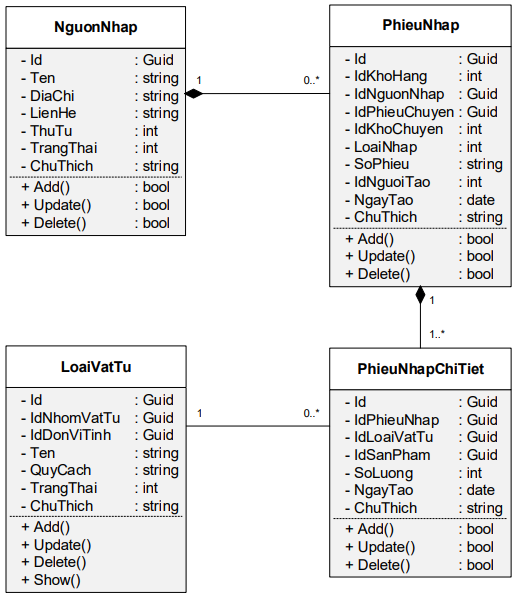 NguonNhap
- Id : Guid
- Ten : string
- DiaChi : string
- LienHe : string
- ThuTu : int
- TrangThai : int
- ChuThich : string
+ Add() : bool
+ Update() : bool
+ Delete() : bool
1
0..*
PhieuNhap
- Id : Guid
- IdKhoHang : int
- IdNguonNhap : Guid
- IdPhieuChuyen : Guid
- IdKhoChuyen : int
- LoaiNhap : int
- SoPhieu : string
- IdNguoiTao : int
- NgayTao : date
- ChuThich : string
+ Add() : bool
+ Update() : bool
+ Delete() : bool
1
1..*
LoaiVatTu
- Id : Guid
- IdNhomVatTu : Guid
- IdDonViTinh : Guid
- Ten : string
- QuyCach : string
- TrangThai : int
- ChuThich : string
+ Add()
+ Update()
+ Delete()
+ Show()
1
0..*
PhieuNhapChiTiet
- Id : Guid
- IdPhieuNhap : Guid
- IdLoaiVatTu : Guid
- IdSanPham : Guid
- SoLuong : int
- NgayTao : date
- ChuThich : string
+ Add() : bool
+ Update() : bool
+ Delete() : bool